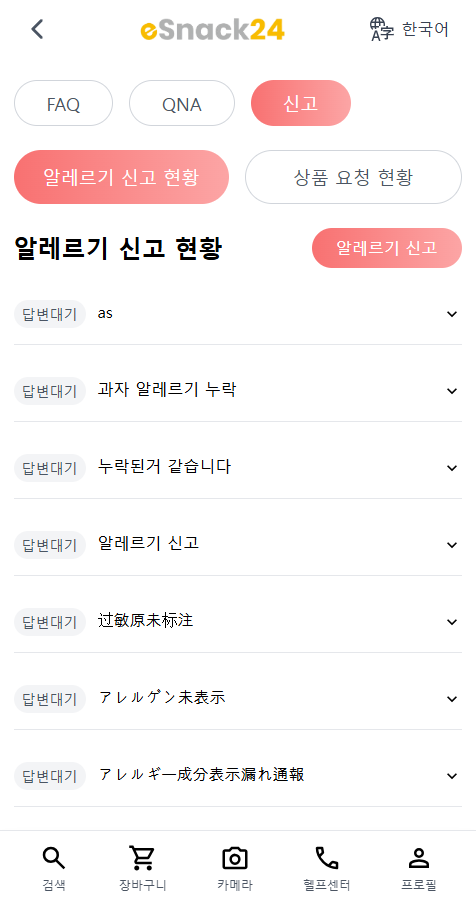 eSnack24
한국어
FAQ
QNA
신고
알레르기 신고 현황
상품 요청 현황
알레르기 신고 현황
알레르기 신고
답변대기 as
답변대기 과자 알레르기 누락
답변대기 누락된거 같습니다
답변대기 알레르기 신고
답변대기 过敏原未标注
답변대기 アレルゲン未表示
답변대기 アレルギー成分表示漏れ通報
검색
장바구니
카메라
헬프센터
프로필